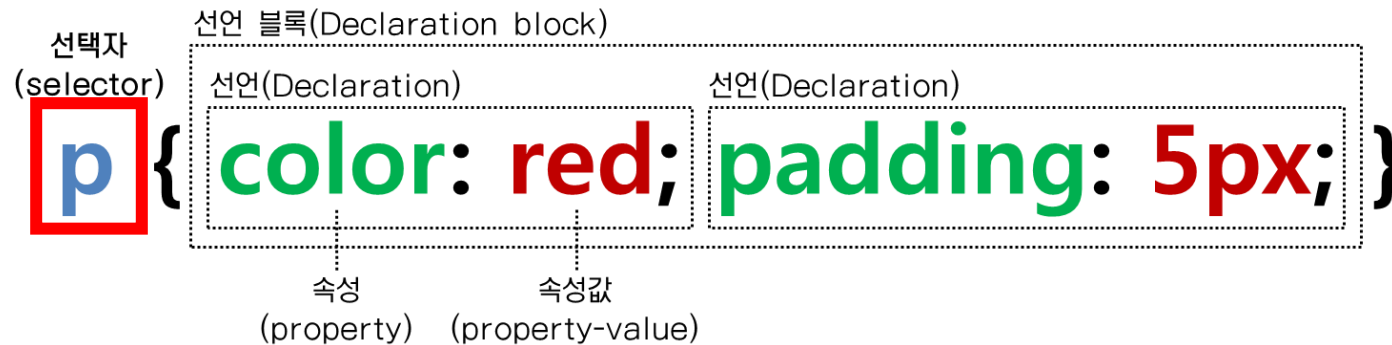 선언 블록(Declaration block)
선택자
(selector)
선언(Declaration) 선언(Declaration)
p { color: red; padding: 5px; }
속성 속성값
(property) (property-value)